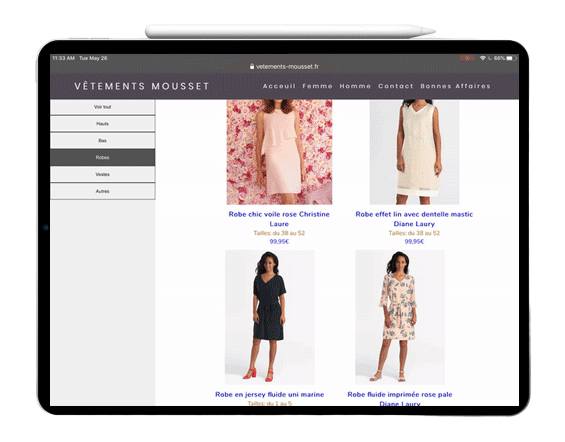 11:33 AM Tue May 26
66%
vetements-mousset.fr
VÊTEMENTS MOUSSET
Acceuil Femme Homme Contact Bonnes Affaires
Voir tout
Hauts
Bas
Robes
Vestes
Autres
Robe chic voile rose Christine
Laure
Tailles: du 38 au 52
99,95€
Robe effet lin avec dentelle mastic
Diane Laury
Tailles: du 38 au 52
99,95€
Robe en jersey fluide uni marine
Tailles: du 1 au 5
Robe fluide imprimée rose pale
Diane Laury